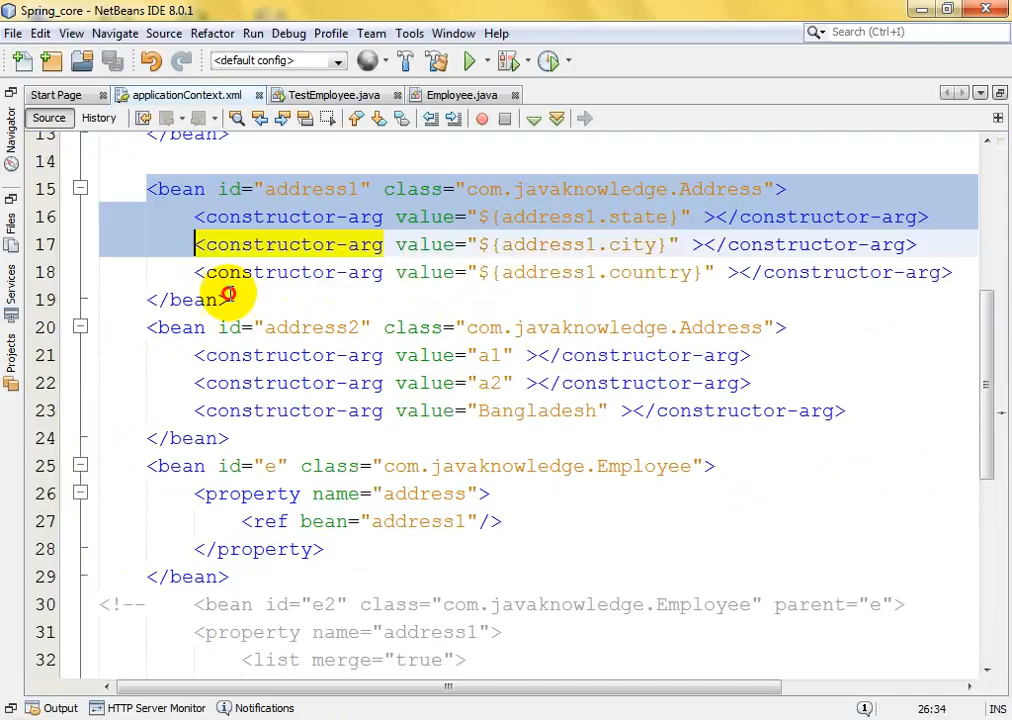 Spring_core - NetBeans IDE 8.0.1
File Edit View Navigate Source Refactor Run Debug Profile Team Tools Window Help
Search (Ctrl+I)
<default config>
Start Page applicationContext.xml TestEmployee.java Employee.java
Source History
Navigator
Files
Services
Projects
13 </bean>
14
15 <bean id="address1" class="com.javaknowledge.Address">
16 <constructor-arg value="${address1.state}" ></constructor-arg>
17 <constructor-arg value="${address1.city}" ></constructor-arg>
18 <constructor-arg value="${address1.country}" ></constructor-arg>
19 </bean>
20 <bean id="address2" class="com.javaknowledge.Address">
21 <constructor-arg value="a1" ></constructor-arg>
22 <constructor-arg value="a2" ></constructor-arg>
23 <constructor-arg value="Bangladesh" ></constructor-arg>
24 </bean>
25 <bean id="e" class="com.javaknowledge.Employee">
26 <property name="address">
27 <ref bean="address1"/>
28 </property>
29 </bean>
30 <!-- <bean id="e2" class="com.javaknowledge.Employee" parent="e">
31 <property name="address1">
32 <list merge="true">
Output HTTP Server Monitor Notifications 1 26:34 INS